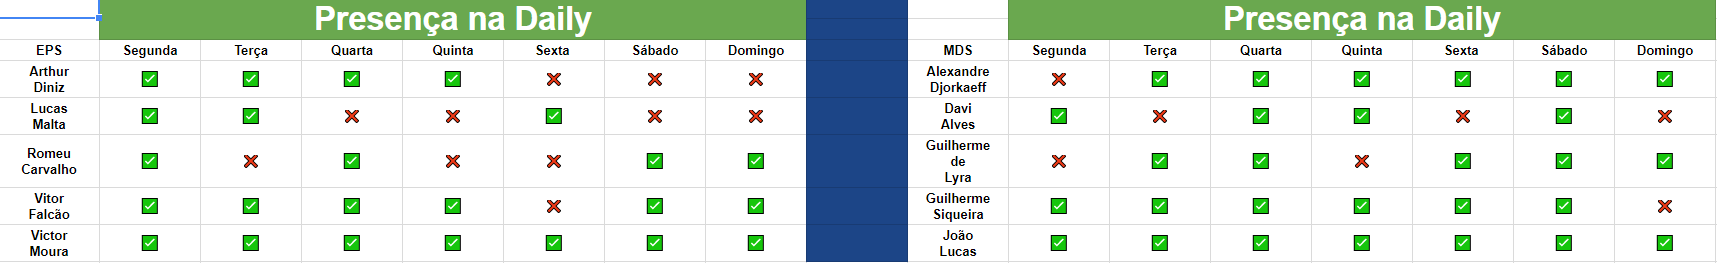 Presença na Daily
EPS Segunda Terça Quarta Quinta Sexta Sábado Domingo
Arthur
Diniz
✅ ✅ ✅ ✅ ❌ ❌ ❌
Lucas
Malta
✅ ✅ ❌ ❌ ✅ ❌ ❌
Romeu
Carvalho
✅ ❌ ✅ ❌ ❌ ✅ ✅
Vitor
Falcão
✅ ✅ ✅ ✅ ❌ ✅ ✅
Victor
Moura
✅ ✅ ✅ ✅ ✅ ✅ ✅
Presença na Daily
MDS Segunda Terça Quarta Quinta Sexta Sábado Domingo
Alexandre
Djorkaeff
❌ ✅ ✅ ✅ ✅ ✅ ✅
Davi
Alves
✅ ❌ ✅ ✅ ❌ ✅ ❌
Guilherme
de
Lyra
❌ ✅ ✅ ❌ ✅ ✅ ✅
Guilherme
Siqueira
✅ ✅ ✅ ✅ ✅ ✅ ❌
João
Lucas
✅ ✅ ✅ ✅ ✅ ✅ ✅